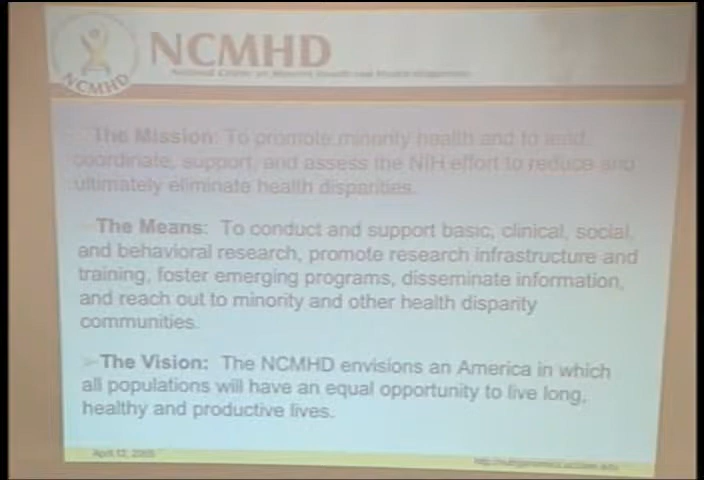 NCMHD
National Center on Minority Health and Health Disparities
NCMHD
The Mission: To promote minority health and to lead,
coordinate, support, and assess the NIH effort to reduce and
ultimately eliminate health disparities.
The Means: To conduct and support basic, clinical, social,
and behavioral research, promote research infrastructure and
training, foster emerging programs, disseminate information,
and reach out to minority and other health disparity
communities.
➢ The Vision: The NCMHD envisions an America in which
all populations will have an equal opportunity to live long,
healthy and productive lives.
April 12,